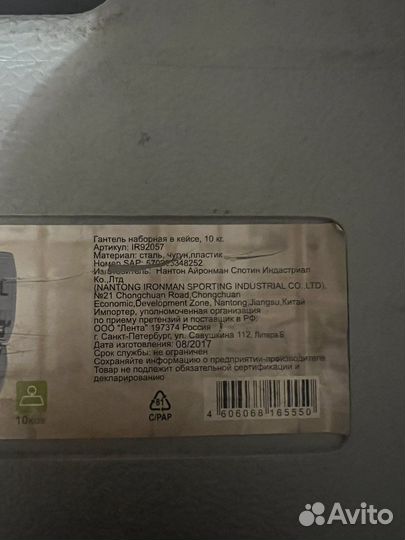 Гантель наборная в кейсе, 10 кг.
Артикул: IR92057
Материал: сталь, чугун, пластик
Номер SAP: 570283348252
Изготовитель: Нантон Айронман Спотин Индастриал
Ко.,Лтд
(NANTONG IRONMAN SPORTING INDUSTRIAL CO., LTD).
№21 Chongchuan Road,Chongchuan
Economic,Development Zone, Nantong,Jiangsu,Китай
Импортер, уполномоченная организация
по приему претензий и поставщик в РФ:
ООО "Лента" 197374 Россия
г. Санкт-Петербург, ул. Савушкина 112, Литера Б
Дата изготовления: 08/2017
Срок службы: не ограничен
Сохраняйте информацию о предприятии-производителе
Товар не подлежит обязательной сертификации и
декларированию
81
C/PAP
4 606068 165550
Avito